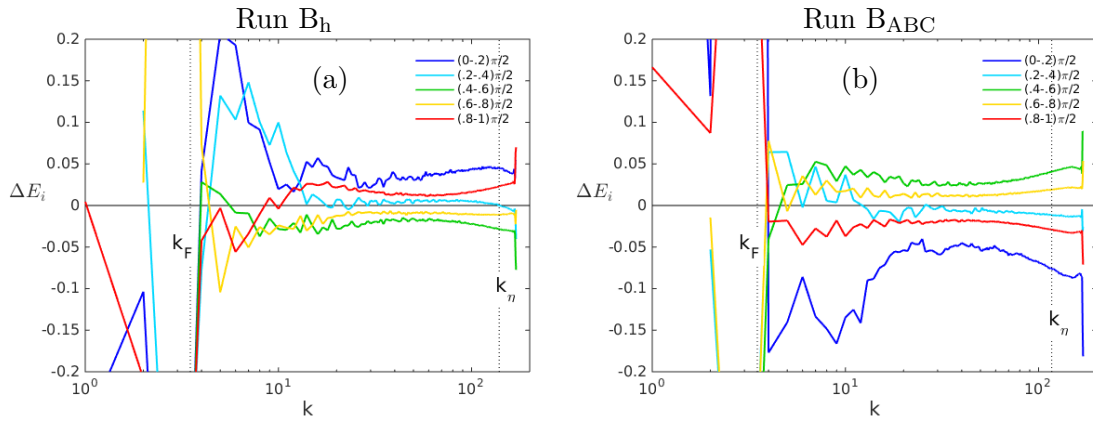 Run B_h
(a)
(0-.2)π/2
(.2-.4)π/2
(.4-.6)π/2
(.6-.8)π/2
(.8-1)π/2
0.2
0.15
0.1
0.05
0
-0.05
-0.1
-0.15
-0.2
ΔE_i
k_F
k_η
10^0
10^1
10^2
k
Run B_ABC
(b)
(0-.2)π/2
(.2-.4)π/2
(.4-.6)π/2
(.6-.8)π/2
(.8-1)π/2
0.2
0.15
0.1
0.05
0
-0.05
-0.1
-0.15
-0.2
ΔE_i
k_F
k_η
10^0
10^1
10^2
k